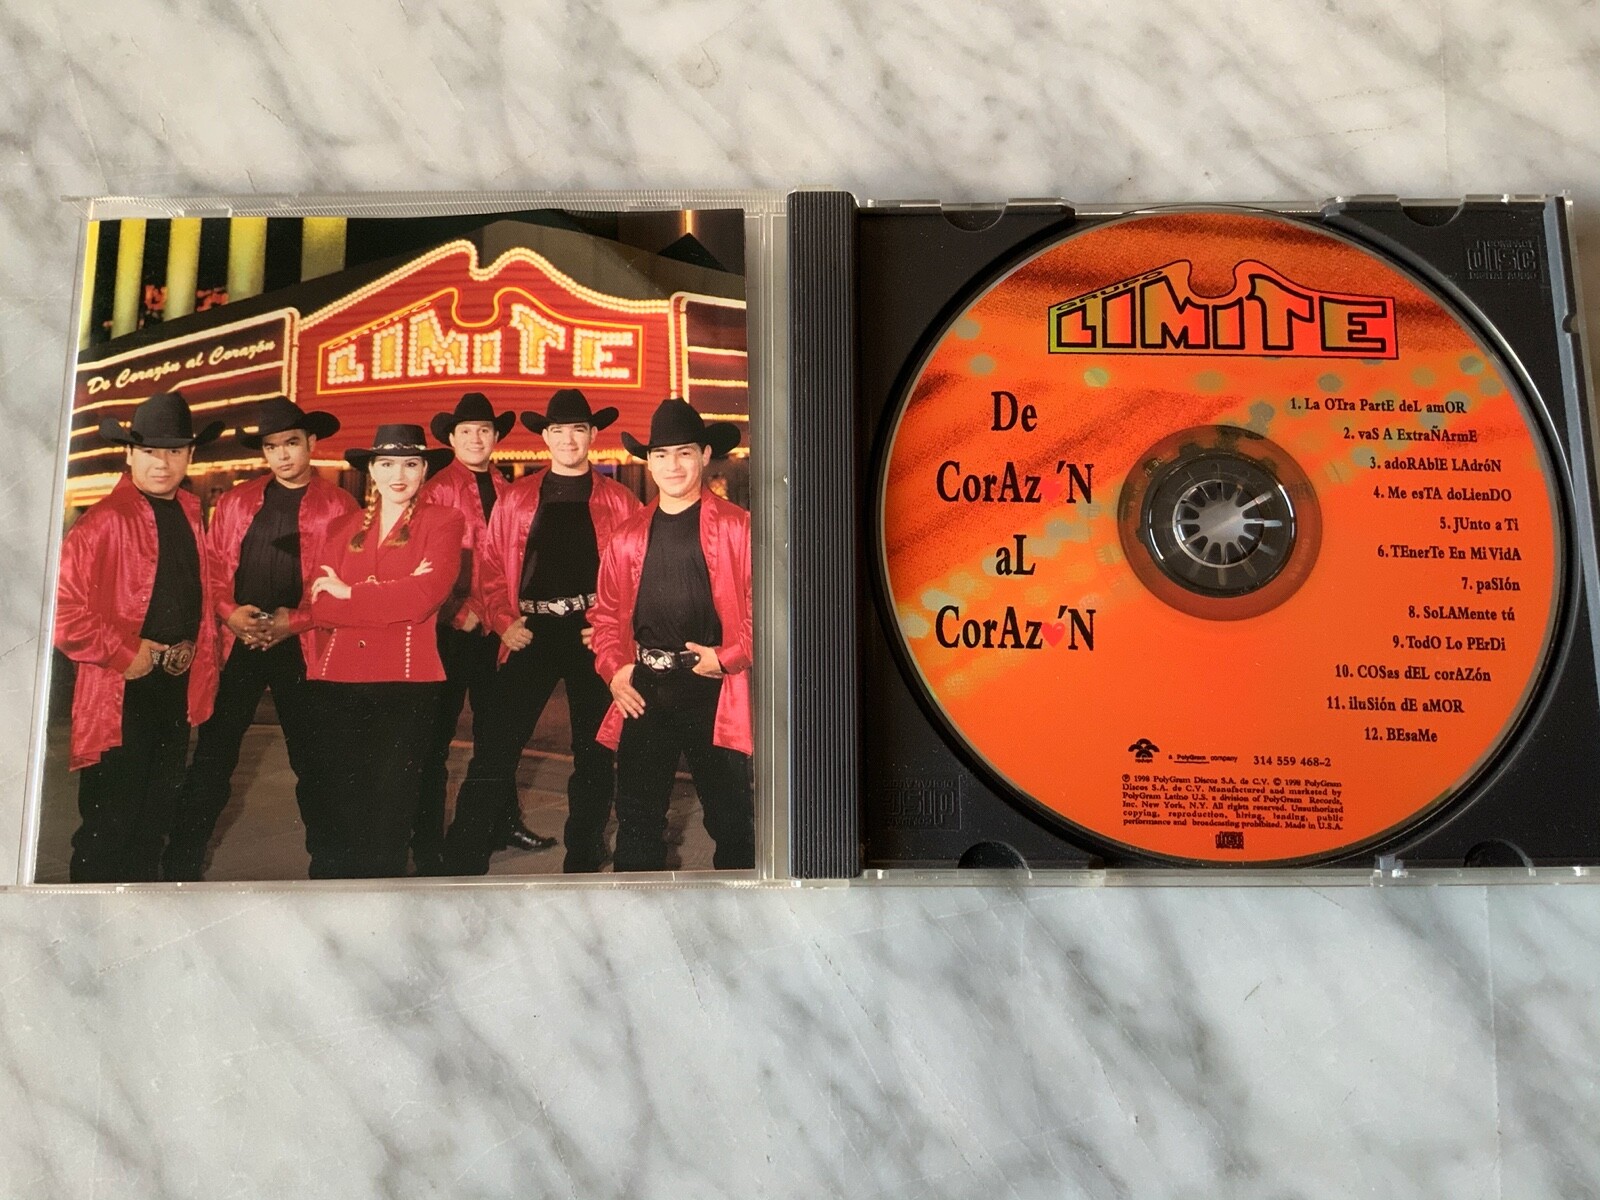 De Corazón al Corazón
GRUPO
LIMITE
GRUPO
LIMITE
De
CorAz´N
aL
CorAz´N
1. La OTra PartE deL amOR
2. vaS A ExtraÑArmE
3. adoRAblE LAdróN
4. Me esTA doLienDO
5. JUnto a Ti
6. TEnerTe En Mi VidA
7. paSIón
8. SoLAMente tú
9. TodO Lo PErDi
10. COSas dEL corAZón
11. iluSión dE aMOR
12. BEsaMe
rodven
a PolyGram company
314 559 468-2
℗ 1998 PolyGram Discos S.A. de C.V. © 1998 PolyGram
Discos S.A. de C.V. Manufactured and marketed by
PolyGram Latino U.S. a division of PolyGram Records,
Inc. New York, N.Y. All rights reserved. Unauthorized
copying, reproduction, hiring, lending, public
performance and broadcasting prohibited. Made in U.S.A.
COMPACT
disc
DIGITAL AUDIO